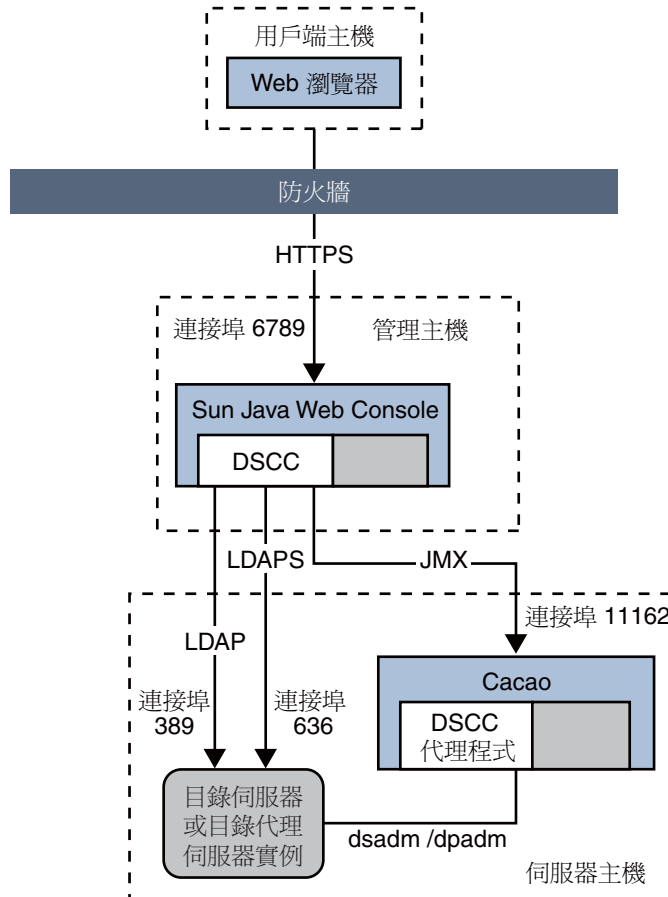 用戶端主機
Web 瀏覽器
防火牆
HTTPS
連接埠 6789
管理主機
Sun Java Web Console
DSCC
LDAPS
JMX
連接埠 11162
LDAP
Cacao
連接埠
389
連接埠
636
DSCC
代理程式
目錄伺服器
或目錄代理
伺服器實例
dsadm /dpadm
伺服器主機